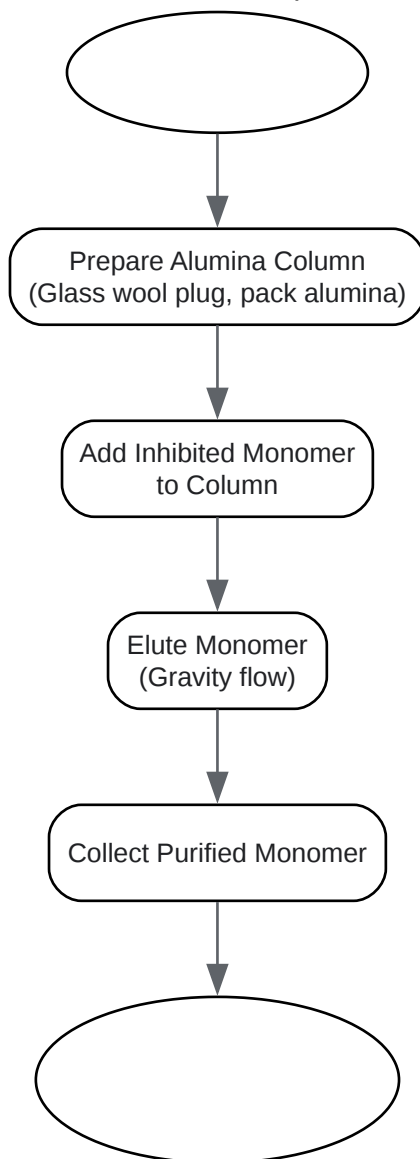 Prepare Alumina Column
(Glass wool plug, pack alumina)
Add Inhibited Monomer
to Column
Elute Monomer
(Gravity flow)
Collect Purified Monomer